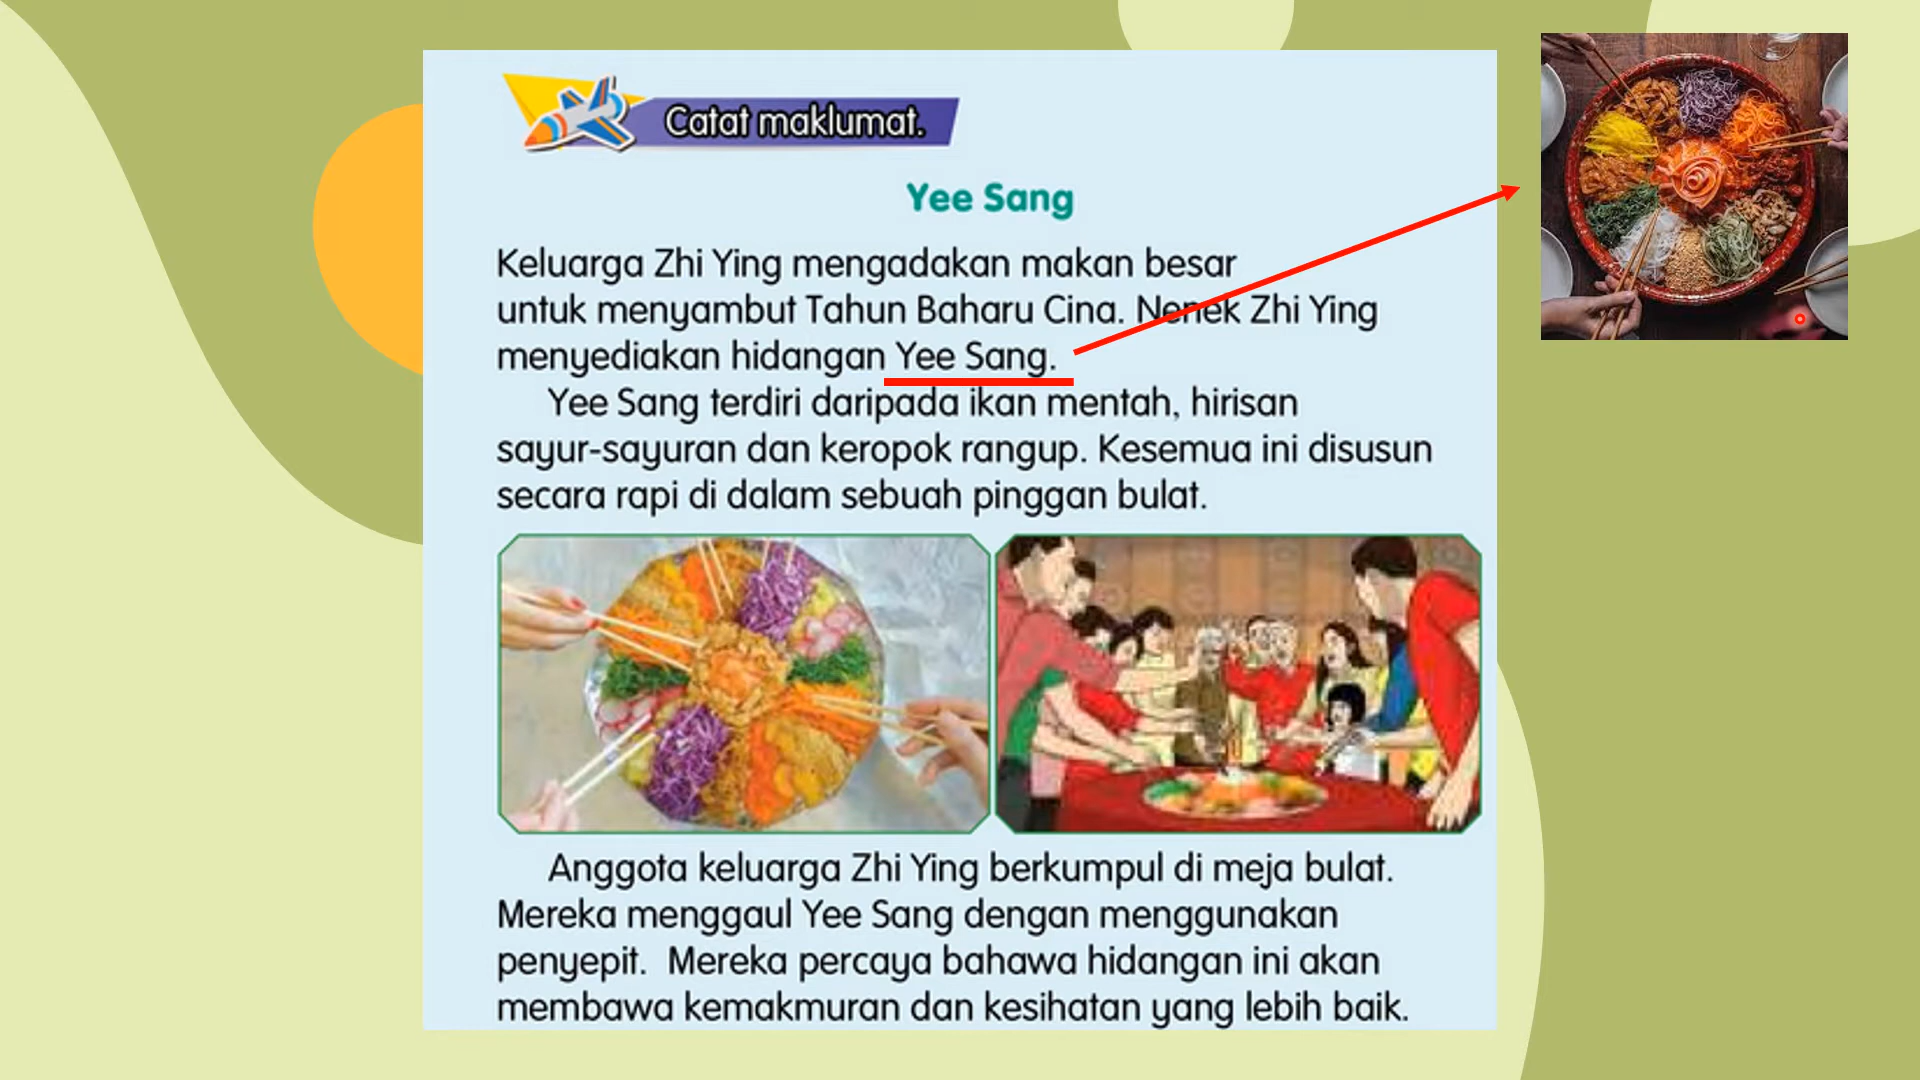 Catat maklumat.
Yee Sang
Keluarga Zhi Ying mengadakan makan besar
untuk menyambut Tahun Baharu Cina. Nenek Zhi Ying
menyediakan hidangan Yee Sang.
Yee Sang terdiri daripada ikan mentah, hirisan
sayur-sayuran dan keropok rangup. Kesemua ini disusun
secara rapi di dalam sebuah pinggan bulat.
Anggota keluarga Zhi Ying berkumpul di meja bulat.
Mereka menggaul Yee Sang dengan menggunakan
penyepit. Mereka percaya bahawa hidangan ini akan
membawa kemakmuran dan kesihatan yang lebih baik.